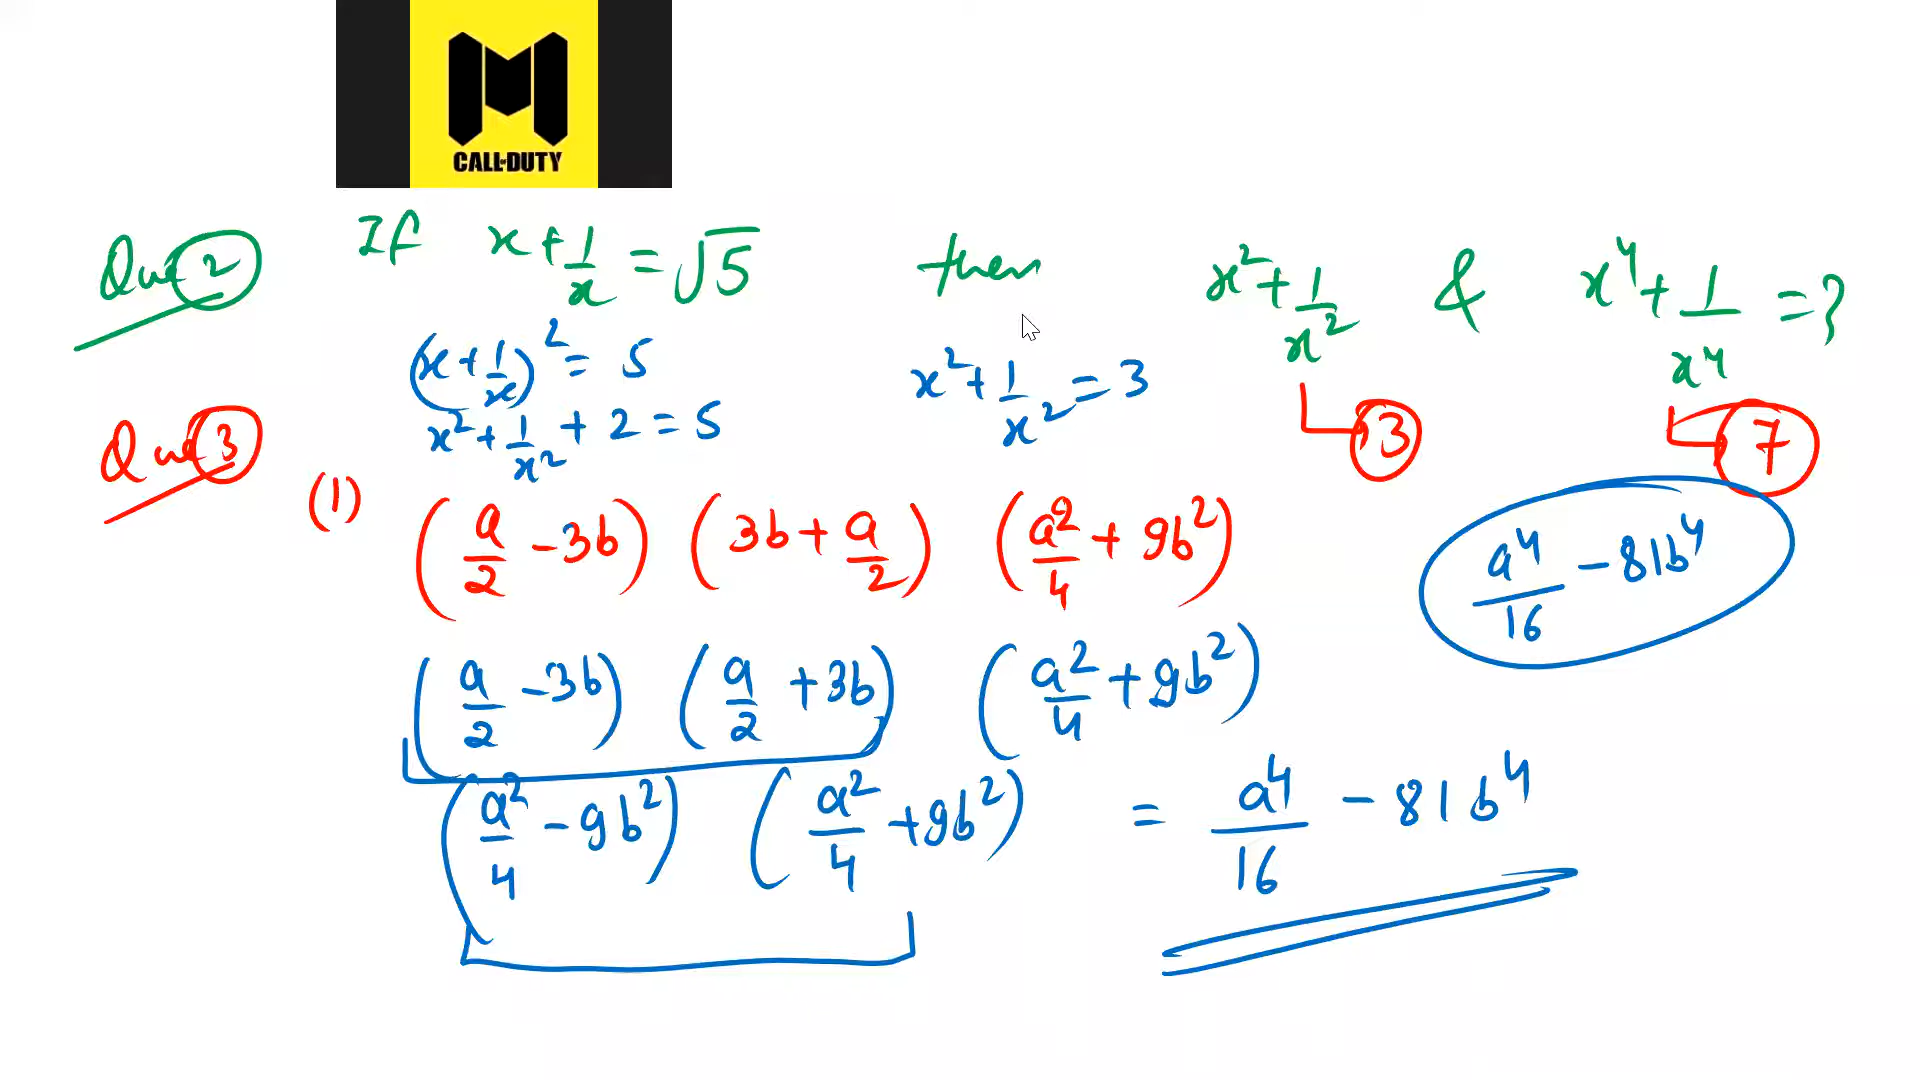 CALL OF DUTY
Que 2 If x + 1/x = √5 then x² + 1/x² & x⁴ + 1/x⁴ = ?
(x + 1/x)² = 5 x² + 1/x² = 3 3 7
x² + 1/x² + 2 = 5
Que 3
(1) (a/2 - 3b) (3b + a/2) (a²/4 + 9b²) a⁴/16 - 81b⁴
(a/2 - 3b) (a/2 + 3b) (a²/4 + 9b²)
(a²/4 - 9b²) (a²/4 + 9b²) = a⁴/16 - 81b⁴